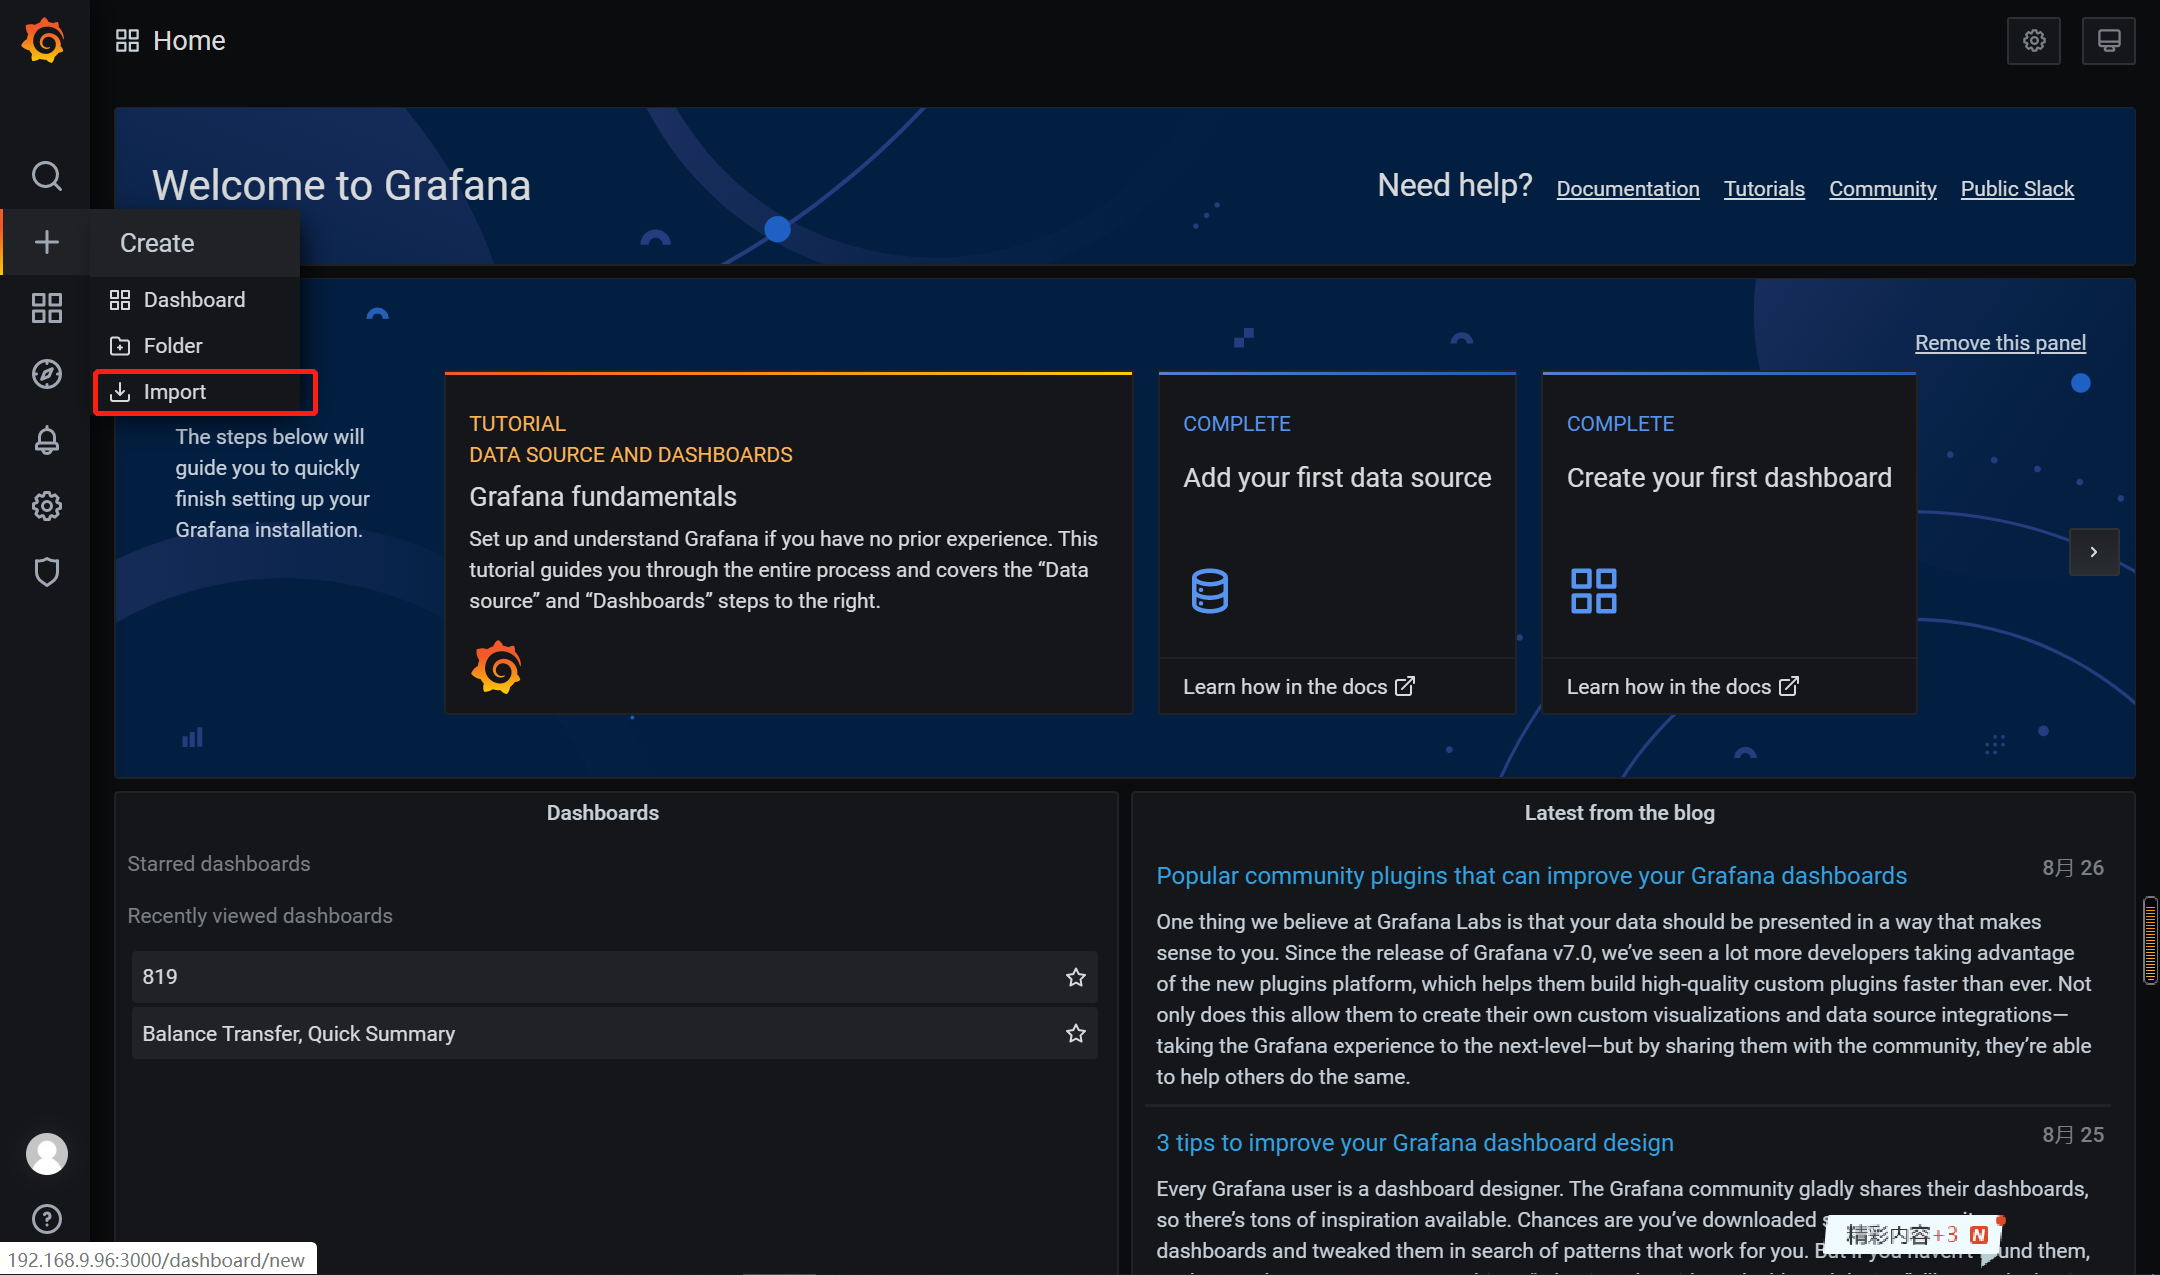 Home
Welcome to Grafana
Need help? Documentation Tutorials Community Public Slack
Create
Dashboard
Folder
Import
Remove this panel
The steps below will
guide you to quickly
finish setting up your
Grafana installation.
TUTORIAL
DATA SOURCE AND DASHBOARDS
Grafana fundamentals
Set up and understand Grafana if you have no prior experience. This
tutorial guides you through the entire process and covers the “Data
source” and “Dashboards” steps to the right.
COMPLETE
Add your first data source
Learn how in the docs
COMPLETE
Create your first dashboard
Learn how in the docs
Dashboards
Starred dashboards
Recently viewed dashboards
819
Balance Transfer, Quick Summary
Latest from the blog
Popular community plugins that can improve your Grafana dashboards
8月 26
One thing we believe at Grafana Labs is that your data should be presented in a way that makes
sense to you. Since the release of Grafana v7.0, we’ve seen a lot more developers taking advantage
of the new plugins platform, which helps them build high-quality custom plugins faster than ever. Not
only does this allow them to create their own custom visualizations and data source integrations—
taking the Grafana experience to the next-level—but by sharing them with the community, they’re able
to help others do the same.
3 tips to improve your Grafana dashboard design
8月 25
Every Grafana user is a dashboard designer. The Grafana community gladly shares their dashboards,
so there’s tons of inspiration available. Chances are you’ve downloaded
dashboards and tweaked them in search of patterns that work for you. them,
精彩内容+3
192.168.9.96:3000/dashboard/new